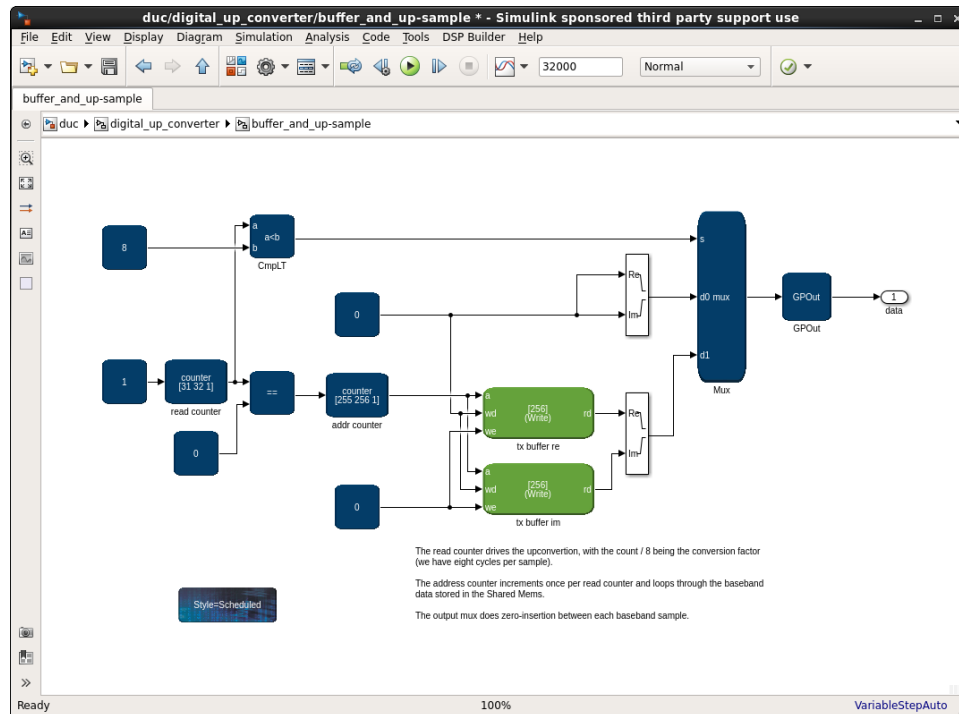 duc/digital_up_converter/buffer_and_up-sample * - Simulink sponsored third party support use
File Edit View Display Diagram Simulation Analysis Code Tools DSP Builder Help
32000 Normal
buffer_and_up-sample
duc digital_up_converter buffer_and_up-sample
8
a
b
a<b
CmpLT
s
d0 mux
d1
Mux
GPOut
GPOut
1
data
Re
Im
0
1
counter
[31 32 1]
read counter
==
counter
[255 256 1]
addr counter
0
a
wd
we
[256]
(Write)
rd
tx buffer re
Re
Im
0
a
wd
we
[256]
(Write)
rd
tx buffer im
The read counter drives the upconvertion, with the count / 8 being the conversion factor
(we have eight cycles per sample).
The address counter increments once per read counter and loops through the baseband
data stored in the Shared Mems.
The output mux does zero-insertion between each baseband sample.
Style=Scheduled
Ready 100% VariableStepAuto